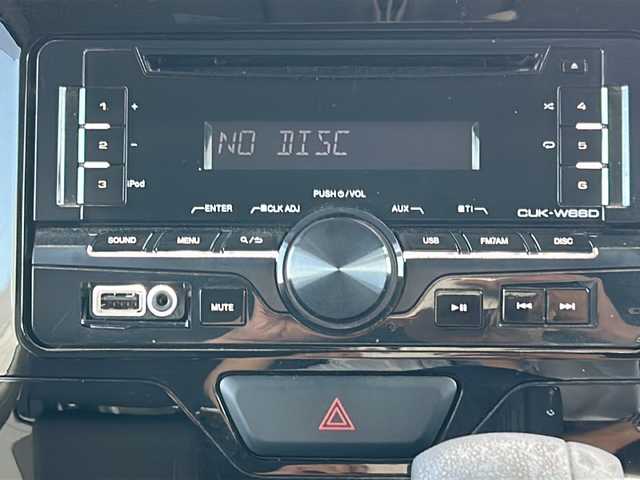 1 +
4
NO DISC
2 -
5
3 iPod
6
PUSH /VOL
ENTER CLK ADJ AUX TI CUK-W66D
SOUND MENU USB FM/AM DISC
MUTE